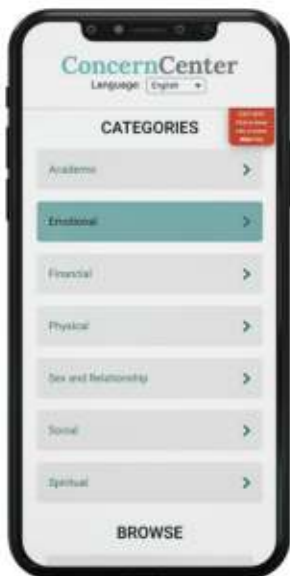 ConcernCenter
Language: English
CATEGORIES
Academic
Emotional
Financial
Physical
Sex and Relationship
Social
Spiritual
BROWSE